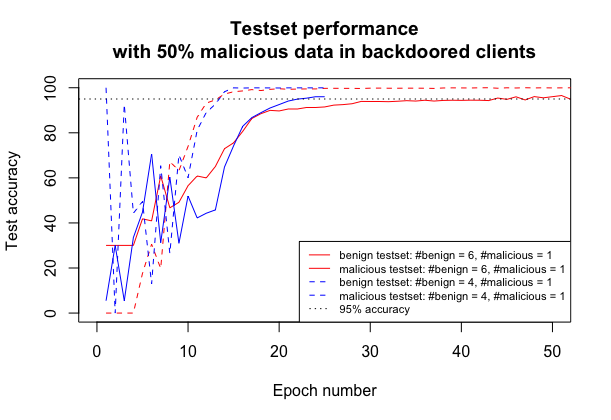 Testset performance
with 50% malicious data in backdoored clients
Test accuracy
100
80
60
40
20
0
benign testset: #benign = 6, #malicious = 1
malicious testset: #benign = 6, #malicious = 1
benign testset: #benign = 4, #malicious = 1
malicious testset: #benign = 4, #malicious = 1
95% accuracy
0 10 20 30 40 50
Epoch number